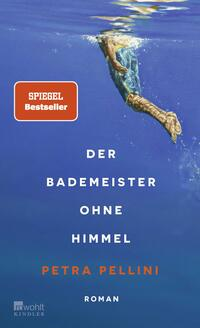 SPIEGEL
Bestseller
DER
BADEMEISTER
OHNE
HIMMEL
PETRA PELLINI
ROMAN
rowohlt
KINDLER